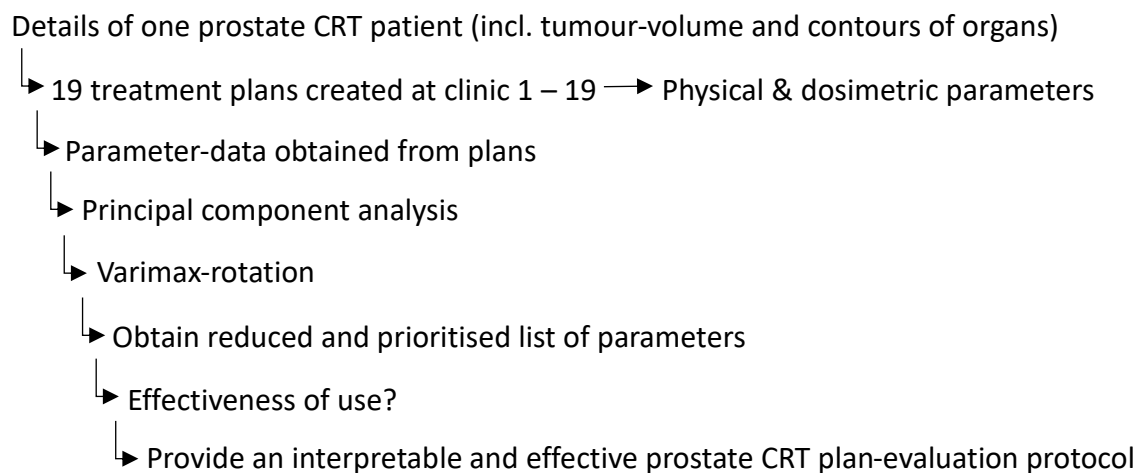 Details of one prostate CRT patient (incl. tumour-volume and contours of organs)
19 treatment plans created at clinic 1 – 19 Physical & dosimetric parameters
Parameter-data obtained from plans
Principal component analysis
Varimax-rotation
Obtain reduced and prioritised list of parameters
Effectiveness of use?
Provide an interpretable and effective prostate CRT plan-evaluation protocol